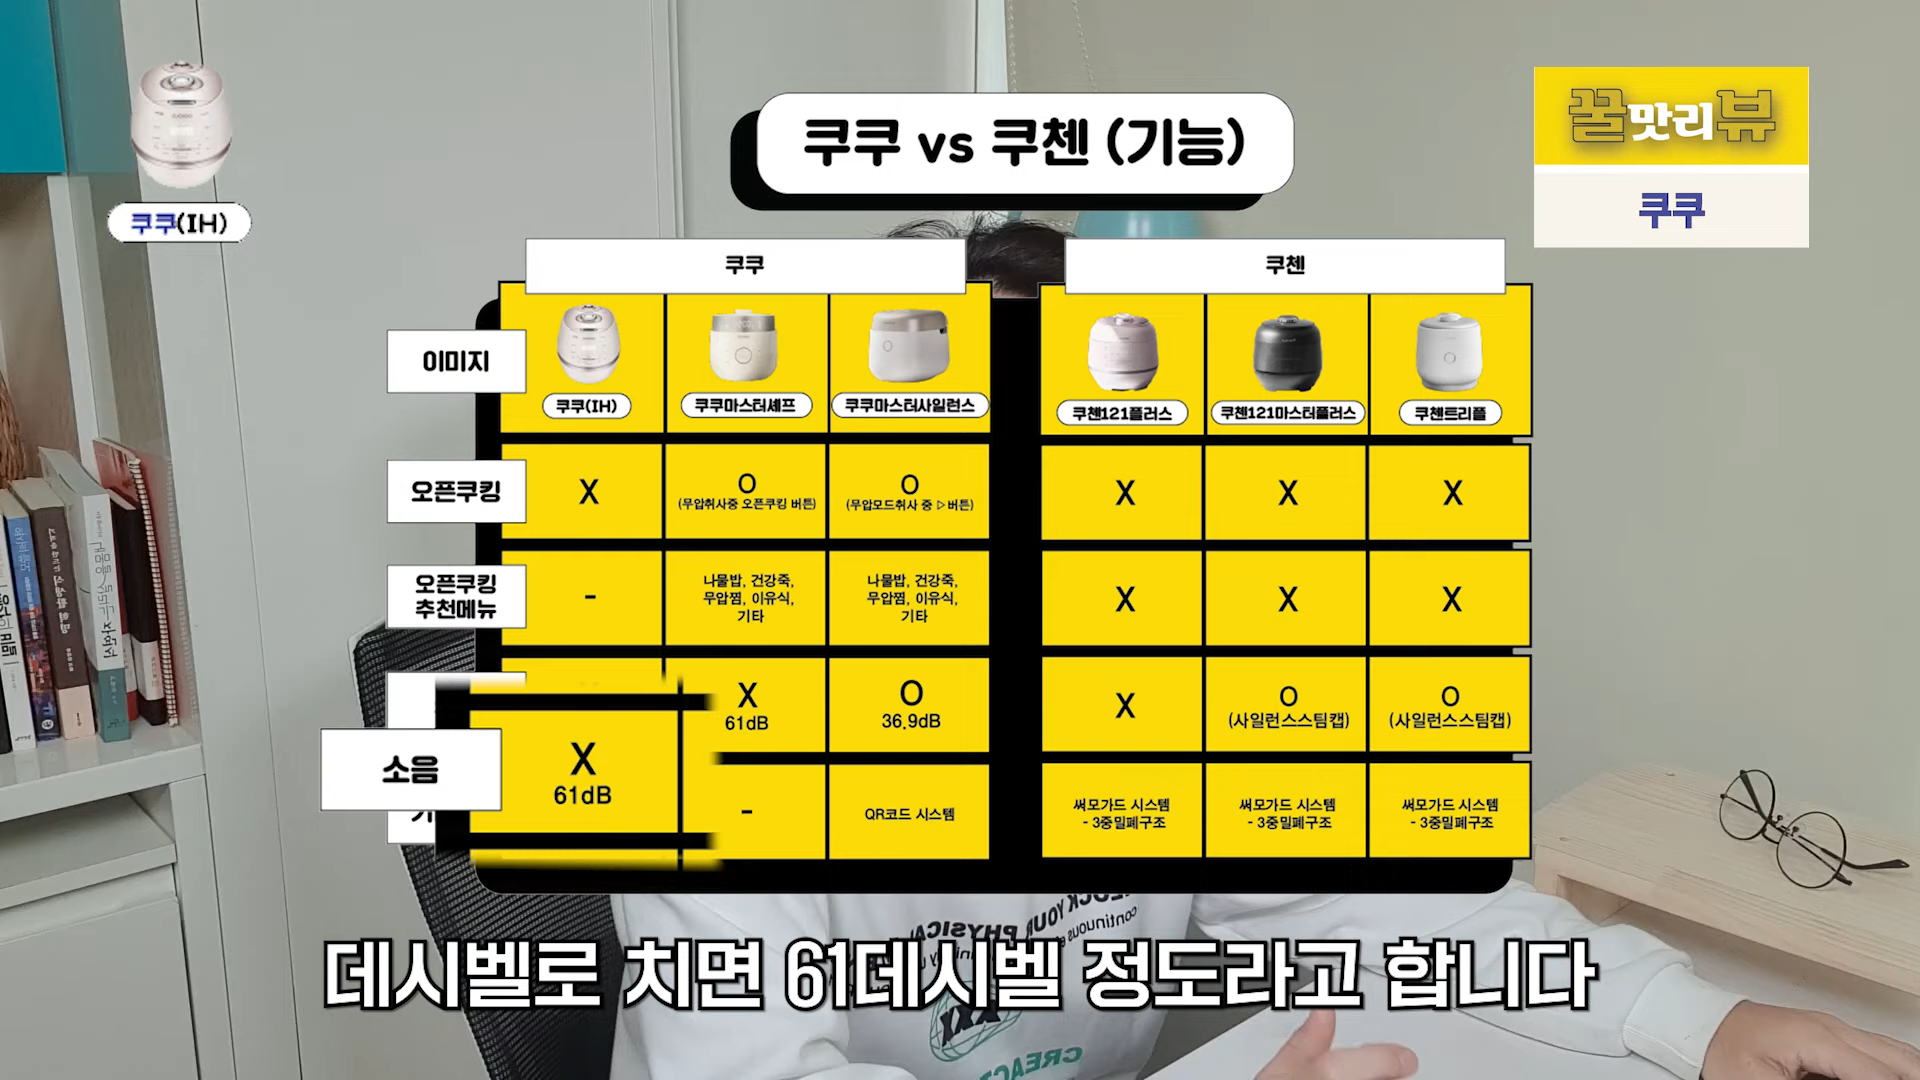 쿠쿠 vs 쿠첸 (기능)
꿀맛리뷰
쿠쿠
쿠쿠(IH)
쿠쿠
쿠첸
이미지
쿠쿠(IH)
쿠쿠마스터셰프
쿠쿠마스터사일런스
쿠첸121플러스
쿠첸121마스터플러스
쿠첸트리플
오픈쿠킹
X
O
(무압취사중 오픈쿠킹 버튼)
O
(무압모드취사 중 ▷버튼)
X
X
X
오픈쿠킹
추천메뉴
-
나물밥, 건강죽,
무압찜, 이유식,
기타
나물밥, 건강죽,
무압찜, 이유식,
기타
X
X
X
소음
X
61dB
X
61dB
O
36.9dB
X
O
(사일런스스팀캡)
O
(사일런스스팀캡)
-
QR코드 시스템
써모가드 시스템
- 3중밀폐구조
써모가드 시스템
- 3중밀폐구조
써모가드 시스템
- 3중밀폐구조
데시벨로 치면 61데시벨 정도라고 합니다